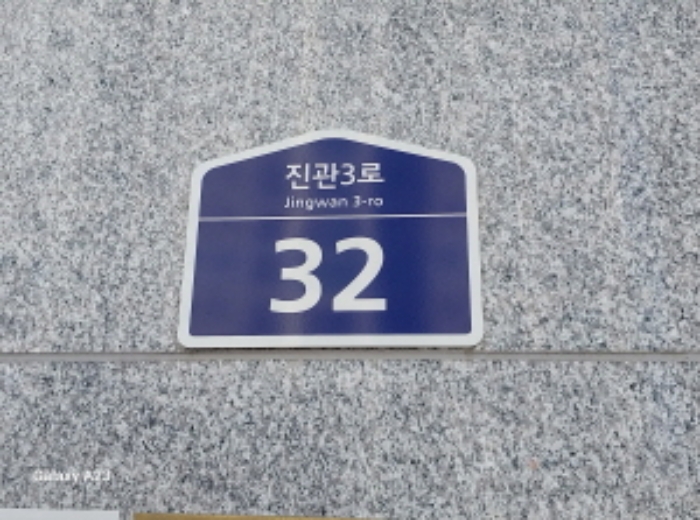 진관3로
Jingwan 3-ro
32
Galaxy A23